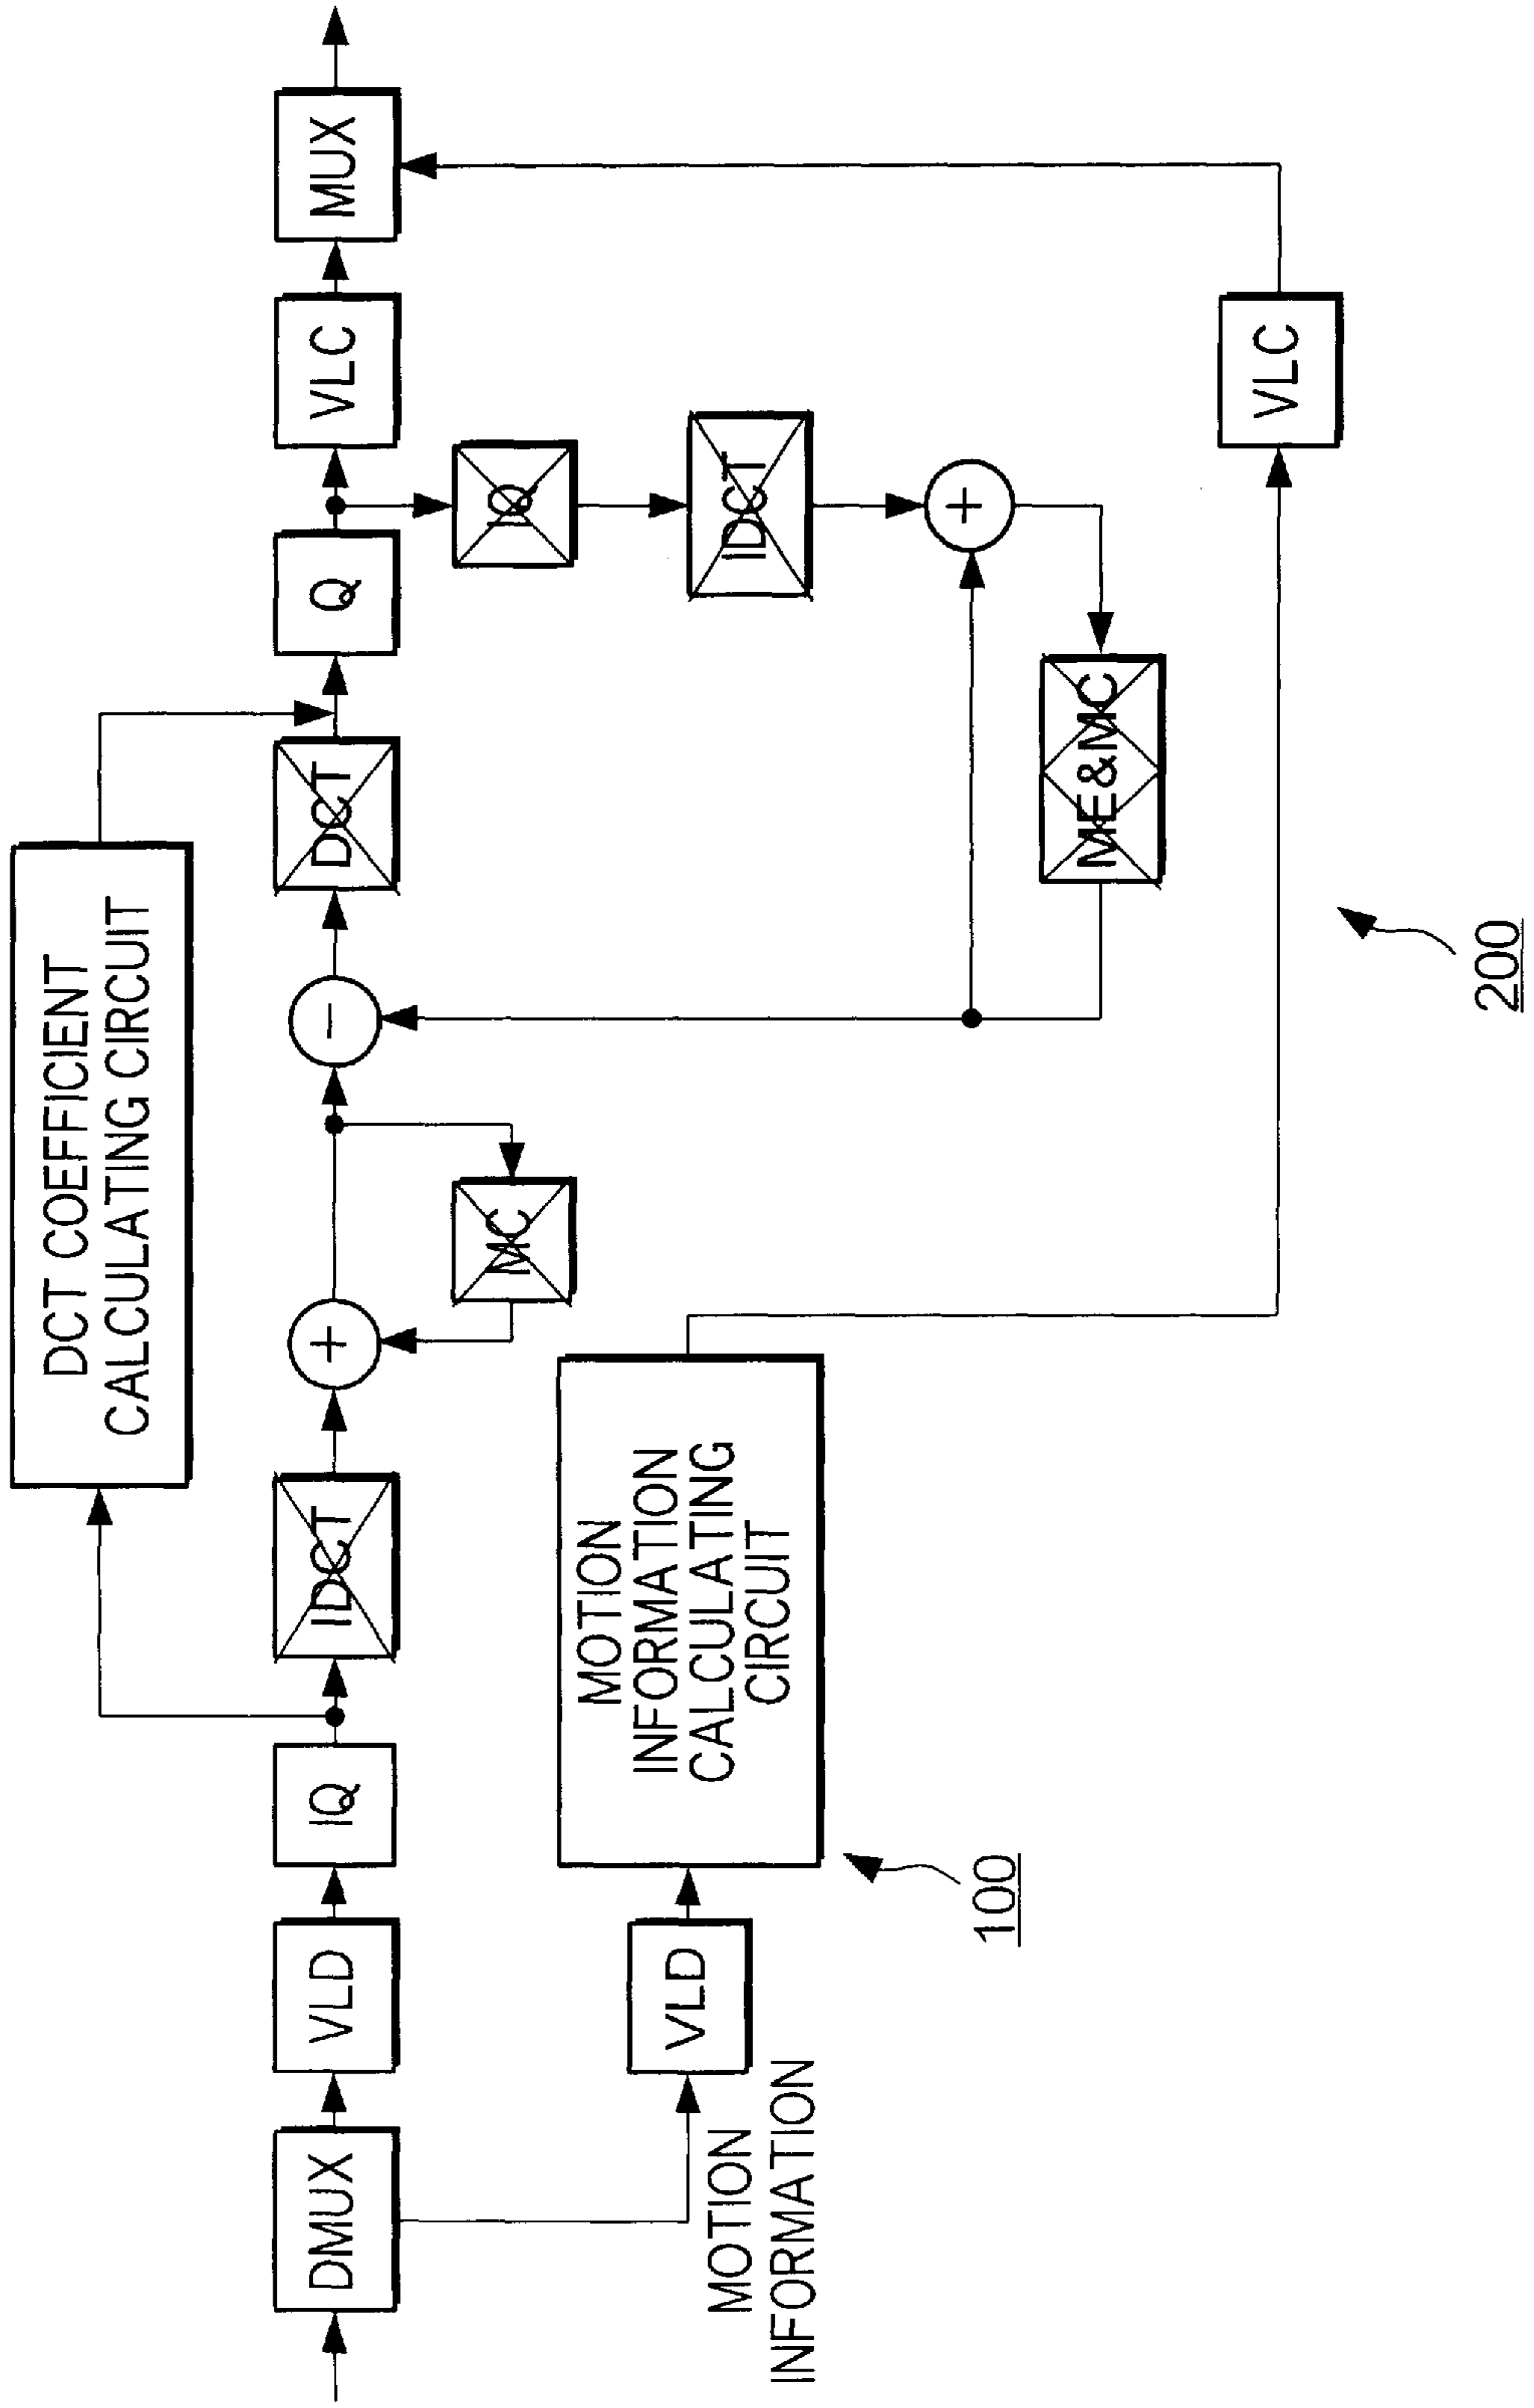 DCT COEFFICIENT
CALCULATING CIRCUIT
DMUX
VLD
IQ
IDCT
+
-
DCT
Q
VLC
MUX
MC
IQ
IDCT
+
ME&MC
MOTION
INFORMATION
VLD
MOTION
INFORMATION
CALCULATING
CIRCUIT
VLC
100
200